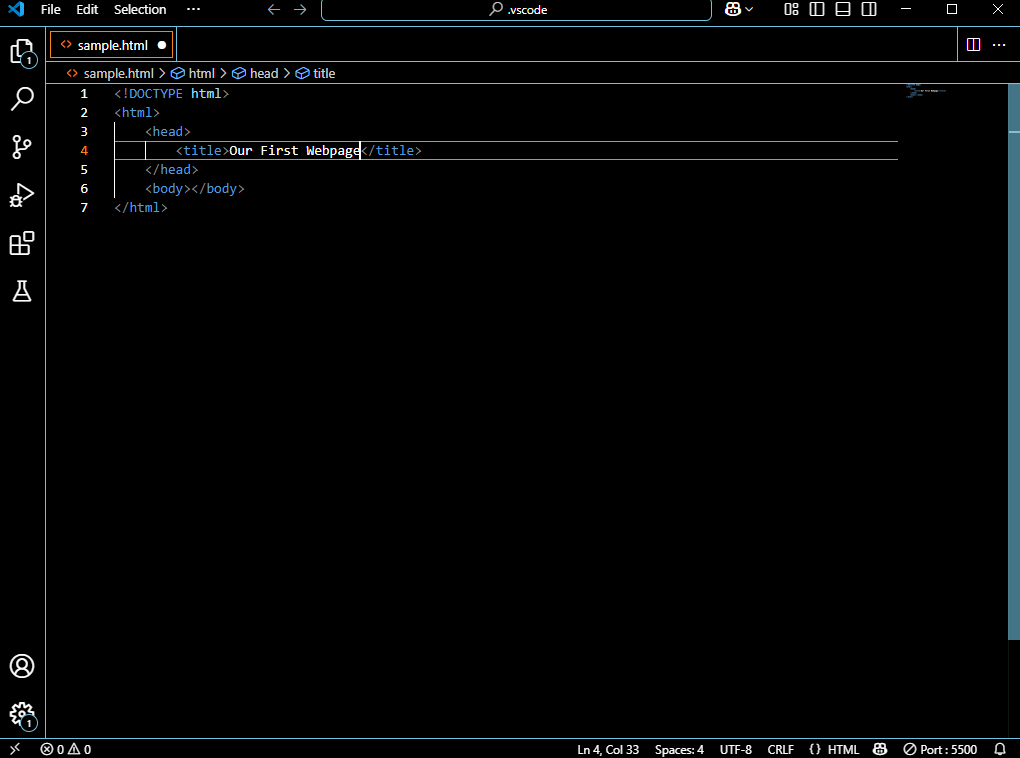 File Edit Selection ··· .vscode
1
sample.html
sample.html > html > head > title
1 <!DOCTYPE html>
2 <html>
3     <head>
4         <title>Our First Webpage</title>
5     </head>
6     <body></body>
7 </html>
1
0 0 Ln 4, Col 33 Spaces: 4 UTF-8 CRLF {} HTML Port : 5500